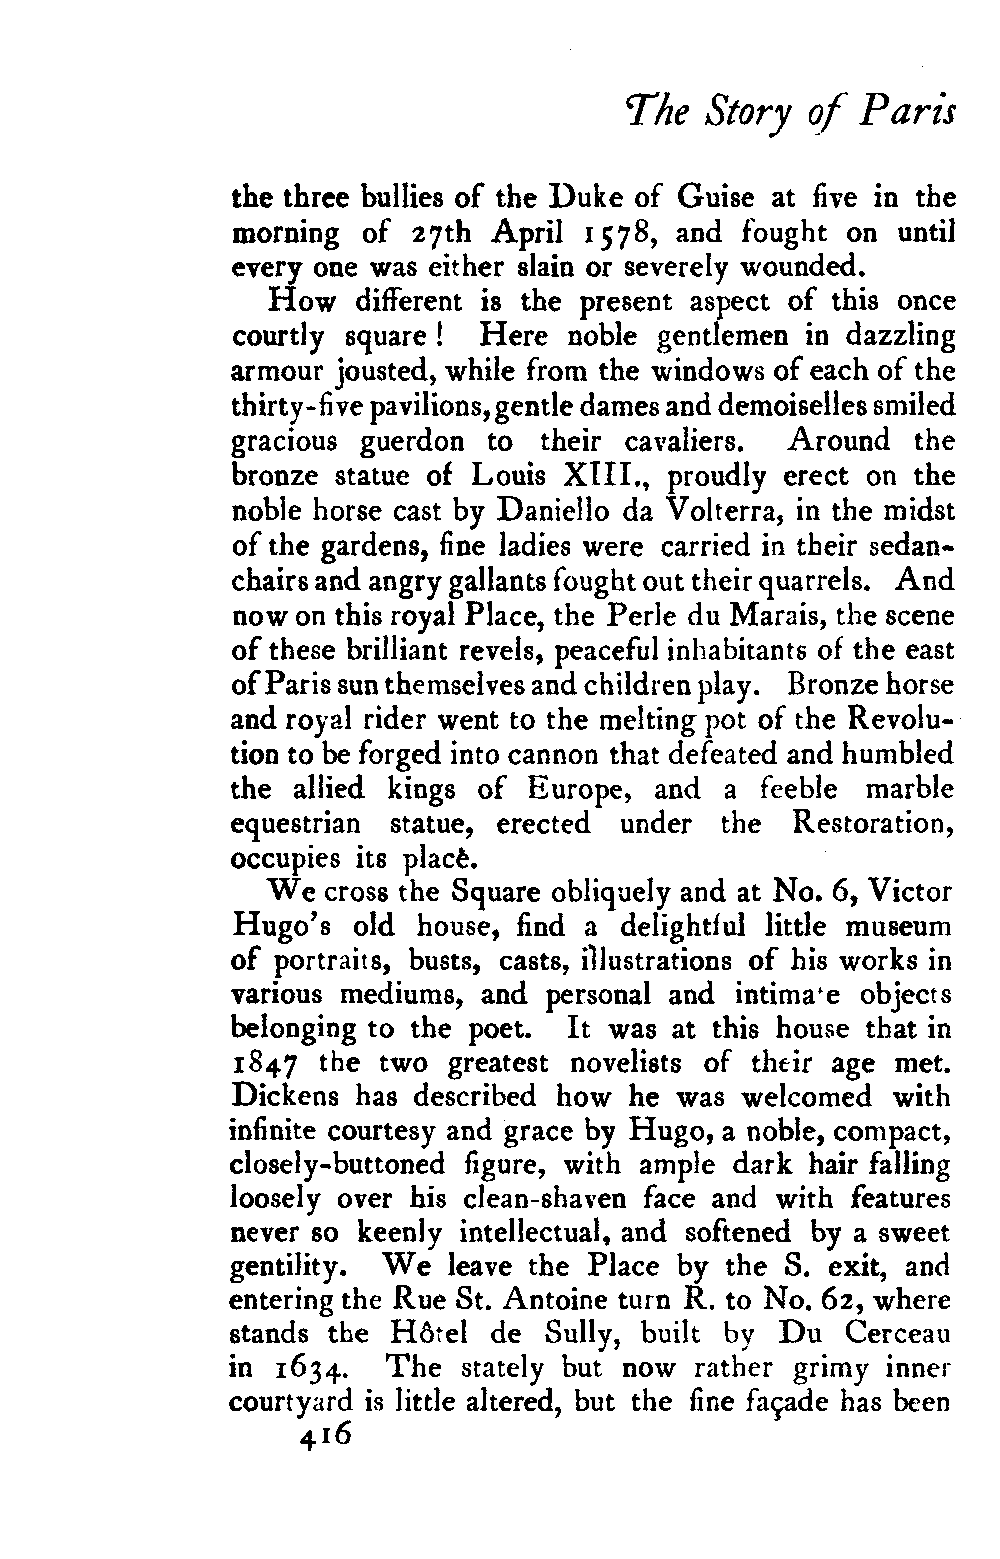 The Story of Paris
the three bullies of the Duke of Guise at five in the
morning of 27th April 1578, and fought on until
every one was either slain or severely wounded.
How different is the present aspect of this once
courtly square ! Here noble gentlemen in dazzling
armour jousted, while from the windows of each of the
thirty-five pavilions, gentle dames and demoiselles smiled
gracious guerdon to their cavaliers. Around the
bronze statue of Louis XIII., proudly erect on the
noble horse cast by Daniello da Volterra, in the midst
of the gardens, fine ladies were carried in their sedan-
chairs and angry gallants fought out their quarrels. And
now on this royal Place, the Perle du Marais, the scene
of these brilliant revels, peaceful inhabitants of the east
of Paris sun themselves and children play. Bronze horse
and royal rider went to the melting pot of the Revolu-
tion to be forged into cannon that defeated and humbled
the allied kings of Europe, and a feeble marble
equestrian statue, erected under the Restoration,
occupies its place.
We cross the Square obliquely and at No. 6, Victor
Hugo's old house, find a delightful little museum
of portraits, busts, casts, illustrations of his works in
various mediums, and personal and intimate objects
belonging to the poet. It was at this house that in
1847 the two greatest novelists of their age met.
Dickens has described how he was welcomed with
infinite courtesy and grace by Hugo, a noble, compact,
closely-buttoned figure, with ample dark hair falling
loosely over his clean-shaven face and with features
never so keenly intellectual, and softened by a sweet
gentility. We leave the Place by the S. exit, and
entering the Rue St. Antoine turn R. to No. 62, where
stands the Hôtel de Sully, built by Du Cerceau
in 1634. The stately but now rather grimy inner
courtyard is little altered, but the fine façade has been
416